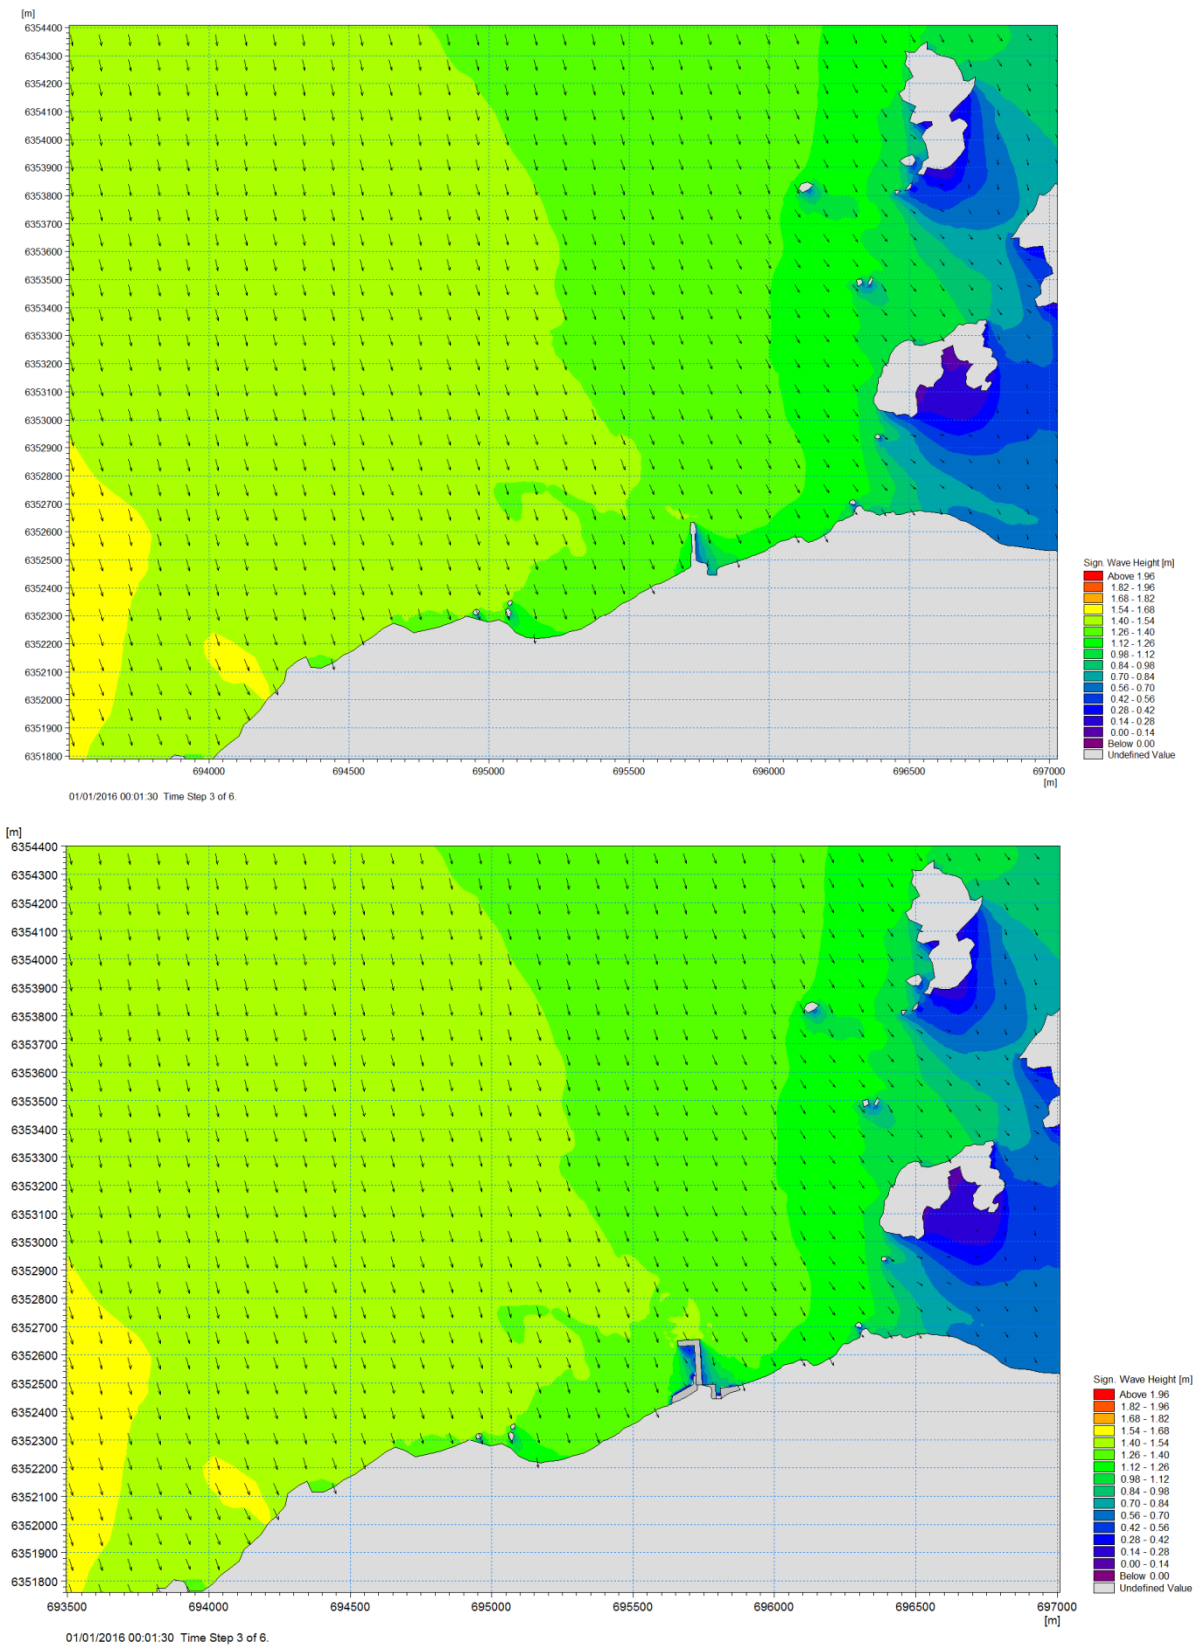 [m]
6354400
6354300
6354200
6354100
6354000
6353900
6353800
6353700
6353600
6353500
6353400
6353300
6353200
6353100
6353000
6352900
6352800
6352700
6352600
6352500
6352400
6352300
6352200
6352100
6352000
6351900
6351800
694000 694500 695000 695500 696000 696500 697000
[m]
01/01/2016 00:01:30 Time Step 3 of 6.
Sign. Wave Height [m]
Above 1.96
1.82 - 1.96
1.68 - 1.82
1.54 - 1.68
1.40 - 1.54
1.26 - 1.40
1.12 - 1.26
0.98 - 1.12
0.84 - 0.98
0.70 - 0.84
0.56 - 0.70
0.42 - 0.56
0.28 - 0.42
0.14 - 0.28
0.00 - 0.14
Below 0.00
Undefined Value
[m]
6354400
6354300
6354200
6354100
6354000
6353900
6353800
6353700
6353600
6353500
6353400
6353300
6353200
6353100
6353000
6352900
6352800
6352700
6352600
6352500
6352400
6352300
6352200
6352100
6352000
6351900
6351800
693500 694000 694500 695000 695500 696000 696500 697000
[m]
01/01/2016 00:01:30 Time Step 3 of 6.
Sign. Wave Height [m]
Above 1.96
1.82 - 1.96
1.68 - 1.82
1.54 - 1.68
1.40 - 1.54
1.26 - 1.40
1.12 - 1.26
0.98 - 1.12
0.84 - 0.98
0.70 - 0.84
0.56 - 0.70
0.42 - 0.56
0.28 - 0.42
0.14 - 0.28
0.00 - 0.14
Below 0.00
Undefined Value